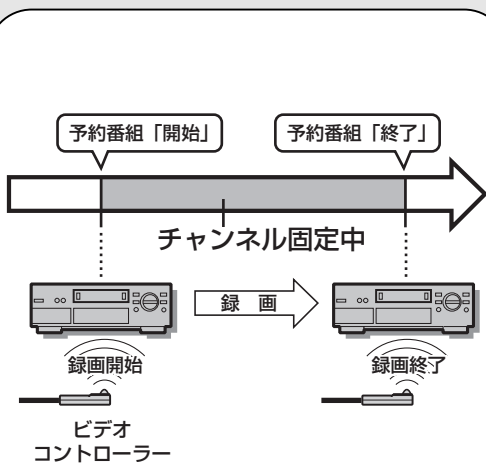 予約番組「開始」
予約番組「終了」
チャンネル固定中
録 画
録画開始
録画終了
ビデオ
コントローラー